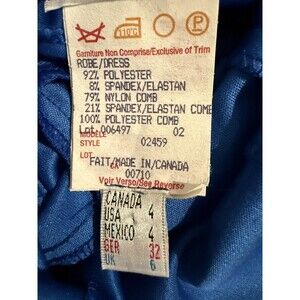 110°C
Garniture Non Comprise/Exclusive of Trim
ROBE/DRESS
92% POLYESTER
8% SPANDEX/ELASTAN
79% NYLON COMB
21% SPANDEX/ELASTAN COMB
100% POLYESTER COMB
Lot 006497 02
MODELE
STYLE 02459
LOT
FAIT/MADE IN/CANADA
00710
Voir Verso/See Reverse
CANADA 4
USA 4
MEXICO 4
GER 32
UK 6